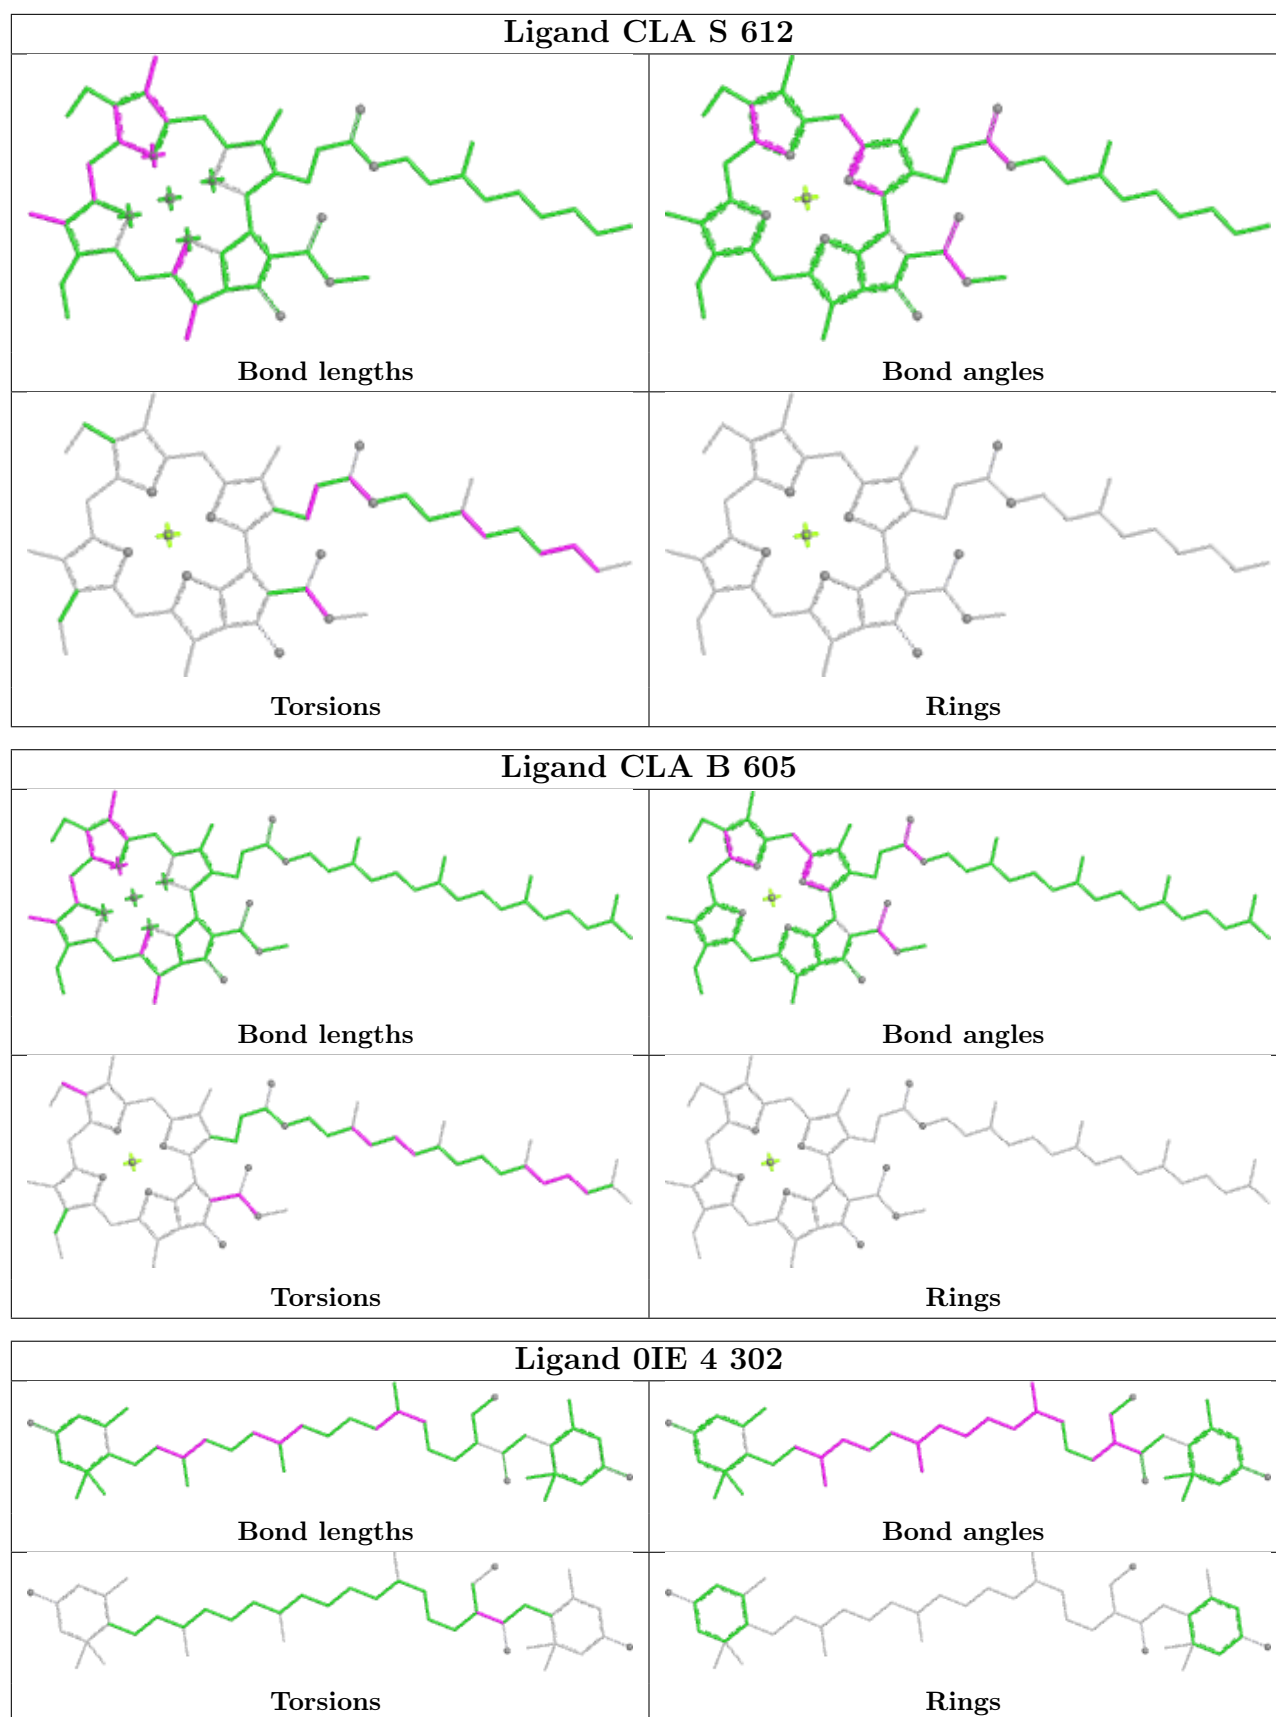 Ligand CLA S 612
Bond lengths
Bond angles
Torsions
Rings
Ligand CLA B 605
Bond lengths
Bond angles
Torsions
Rings
Ligand 0IE 4 302
Bond lengths
Bond angles
Torsions
Rings